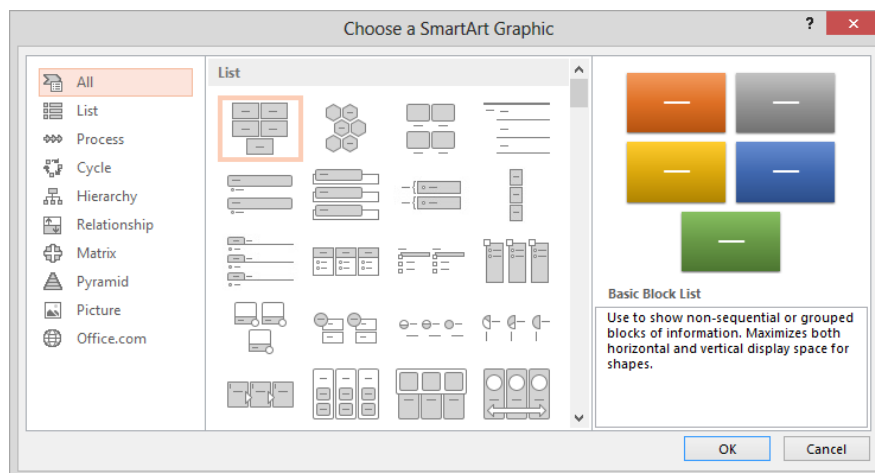 Choose a SmartArt Graphic
?
All
List
Process
Cycle
Hierarchy
Relationship
Matrix
Pyramid
Picture
Office.com
List
Basic Block List
Use to show non-sequential or grouped
blocks of information. Maximizes both
horizontal and vertical display space for
shapes.
OK
Cancel